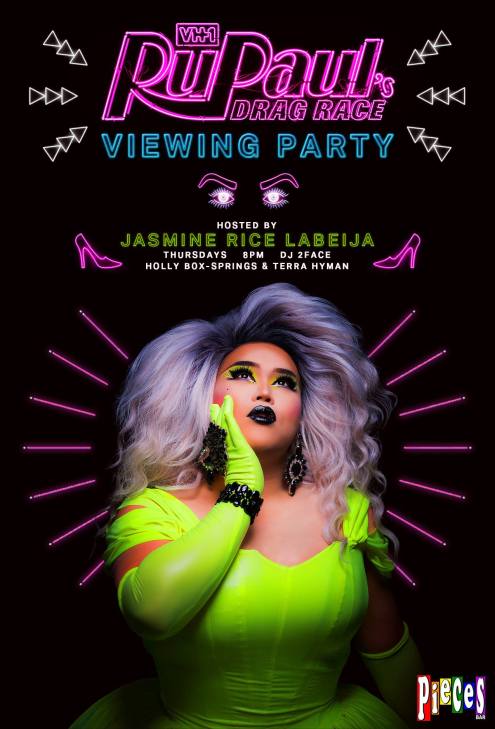 VH1
RuPaul's
DRAG RACE
VIEWING PARTY
HOSTED BY
JASMINE RICE LABEIJA
THURSDAYS 8PM DJ 2FACE
HOLLY BOX-SPRINGS & TERRA HYMAN
PiECeS
BAR